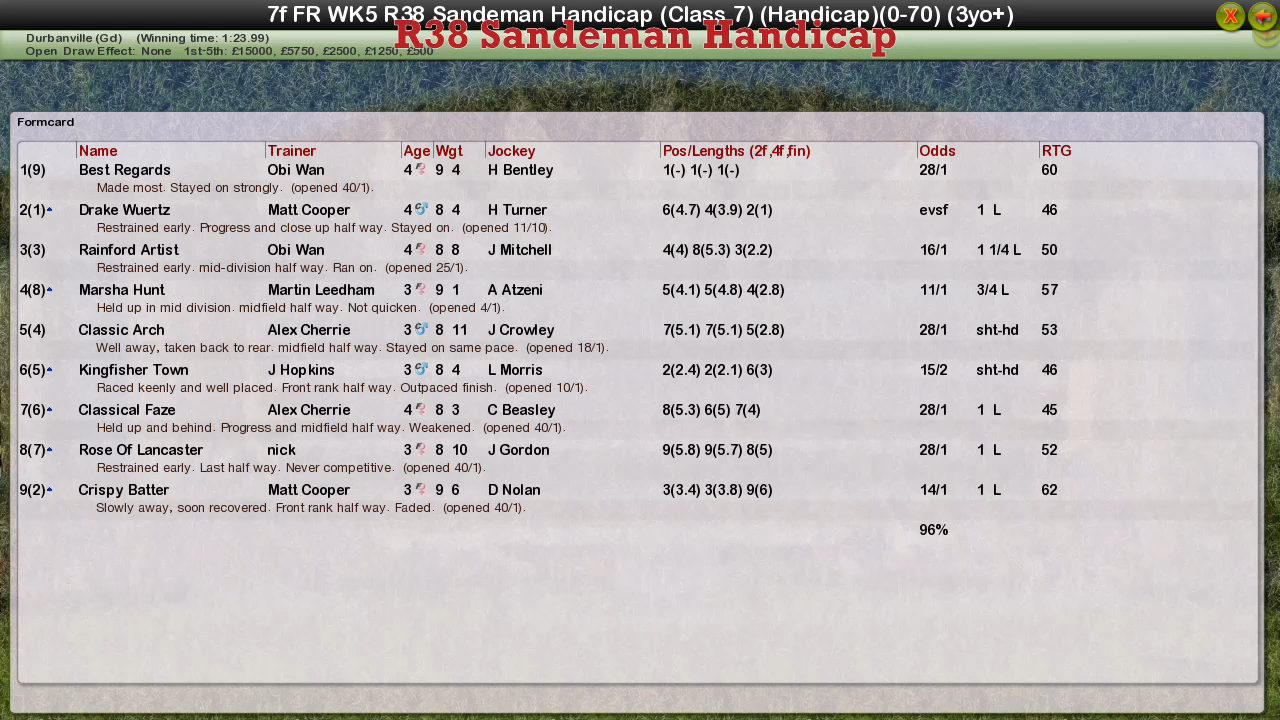 7f FR WK5 R38 Sandeman Handicap (Class 7) (Handicap)(0-70) (3yo+)
R38 Sandeman Handicap
Durbanville (Gd) (Winning time: 1:23.99)
Open Draw Effect: None 1st-5th: £15000, £5750, £2500, £1250, £500
Formcard
Name Trainer Age Wgt Jockey Pos/Lengths (2f,4f,fin) Odds RTG
1(9) Best Regards Obi Wan 4 9 4 H Bentley 1(-) 1(-) 1(-) 28/1 60
Made most. Stayed on strongly. (opened 40/1).
2(1) Drake Wuertz Matt Cooper 4 8 4 H Turner 6(4.7) 4(3.9) 2(1) evsf 1 L 46
Restrained early. Progress and close up half way. Stayed on. (opened 11/10).
3(3) Rainford Artist Obi Wan 4 8 8 J Mitchell 4(4) 8(5.3) 3(2.2) 16/1 1 1/4 L 50
Restrained early. mid-division half way. Ran on. (opened 25/1).
4(8) Marsha Hunt Martin Leedham 3 9 1 A Atzeni 5(4.1) 5(4.8) 4(2.8) 11/1 3/4 L 57
Held up in mid division. midfield half way. Not quicken. (opened 4/1).
5(4) Classic Arch Alex Cherrie 3 8 11 J Crowley 7(5.1) 7(5.1) 5(2.8) 28/1 sht-hd 53
Well away, taken back to rear. midfield half way. Stayed on same pace. (opened 18/1).
6(5) Kingfisher Town J Hopkins 3 8 4 L Morris 2(2.4) 2(2.1) 6(3) 15/2 sht-hd 46
Raced keenly and well placed. Front rank half way. Outpaced finish. (opened 10/1).
7(6) Classical Faze Alex Cherrie 4 8 3 C Beasley 8(5.3) 6(5) 7(4) 28/1 1 L 45
Held up and behind. Progress and midfield half way. Weakened. (opened 40/1).
8(7) Rose Of Lancaster nick 3 8 10 J Gordon 9(5.8) 9(5.7) 8(5) 28/1 1 L 52
Restrained early. Last half way. Never competitive. (opened 40/1).
9(2) Crispy Batter Matt Cooper 3 9 6 D Nolan 3(3.4) 3(3.8) 9(6) 14/1 1 L 62
Slowly away, soon recovered. Front rank half way. Faded. (opened 40/1).
96%